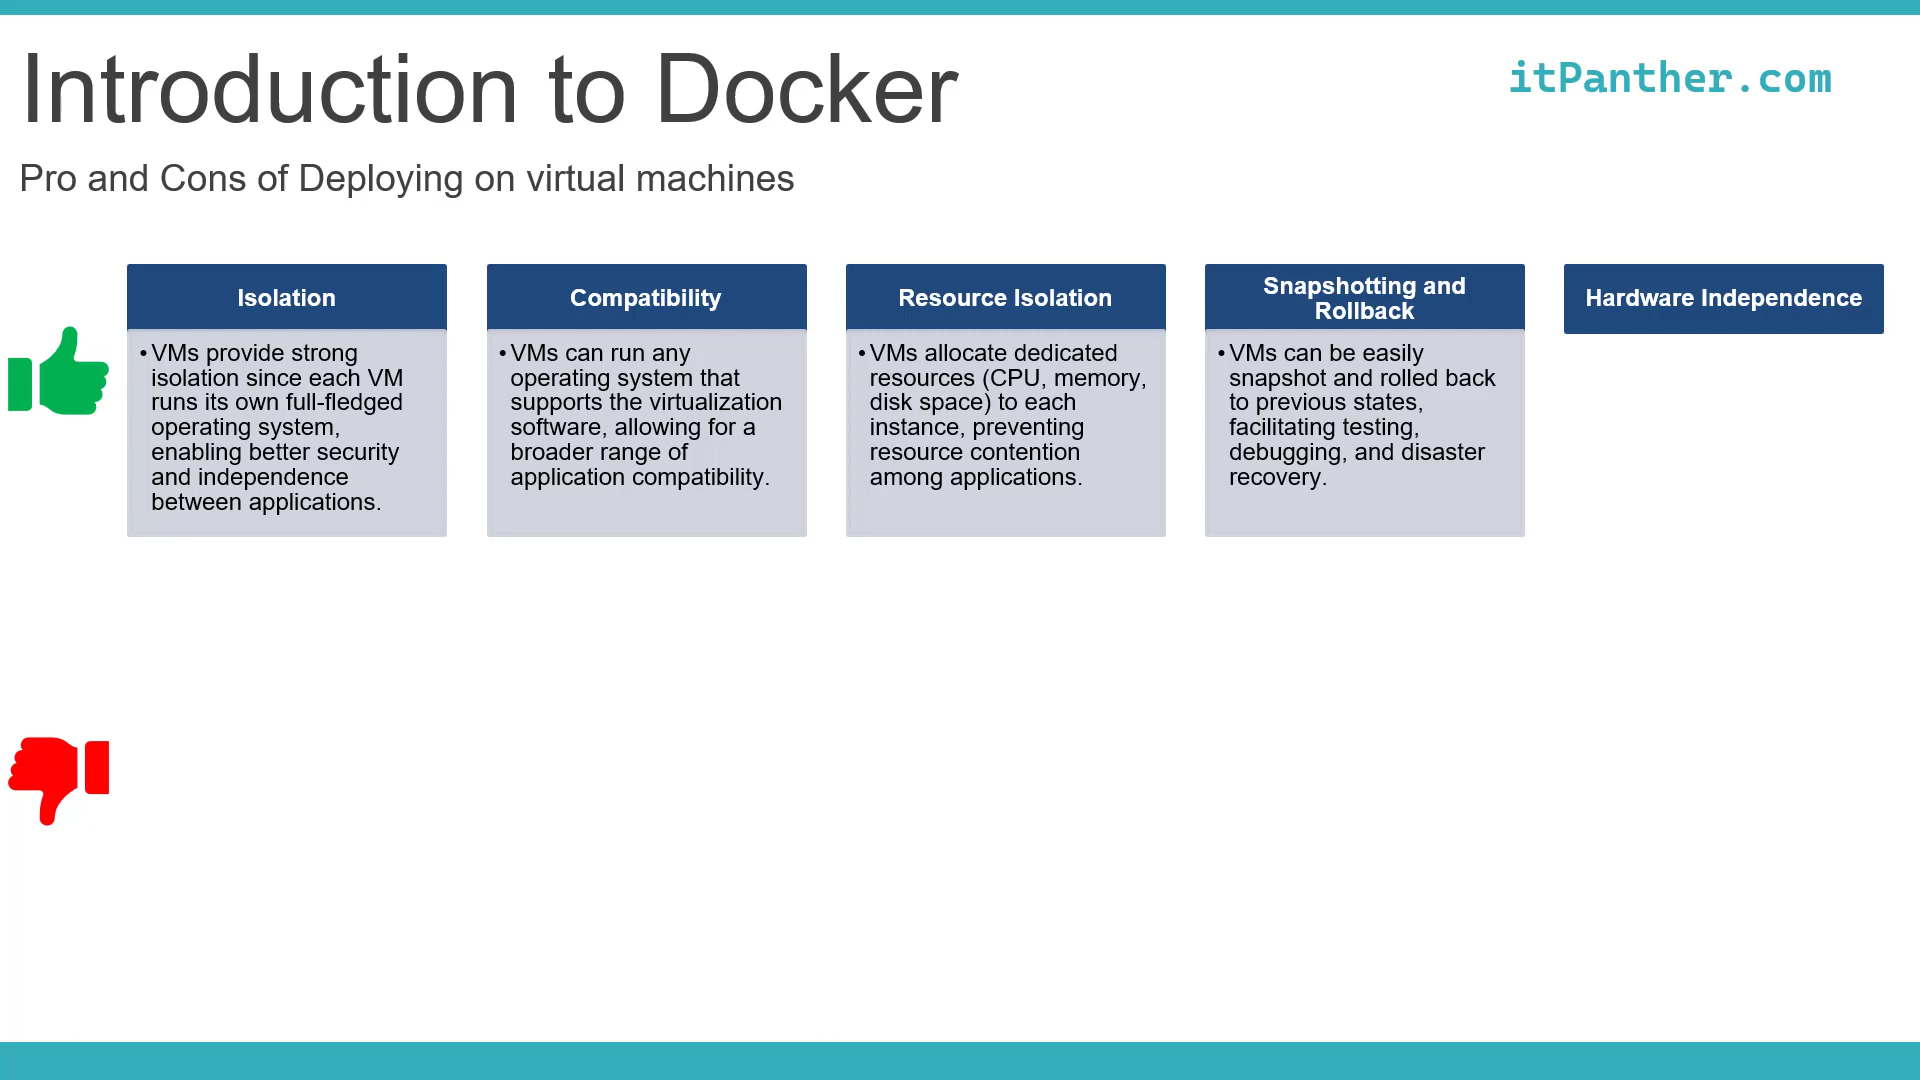 Introduction to Docker
itPanther.com
Pro and Cons of Deploying on virtual machines
Isolation
• VMs provide strong
isolation since each VM
runs its own full-fledged
operating system,
enabling better security
and independence
between applications.
Compatibility
• VMs can run any
operating system that
supports the virtualization
software, allowing for a
broader range of
application compatibility.
Resource Isolation
• VMs allocate dedicated
resources (CPU, memory,
disk space) to each
instance, preventing
resource contention
among applications.
Snapshotting and
Rollback
• VMs can be easily
snapshot and rolled back
to previous states,
facilitating testing,
debugging, and disaster
recovery.
Hardware Independence